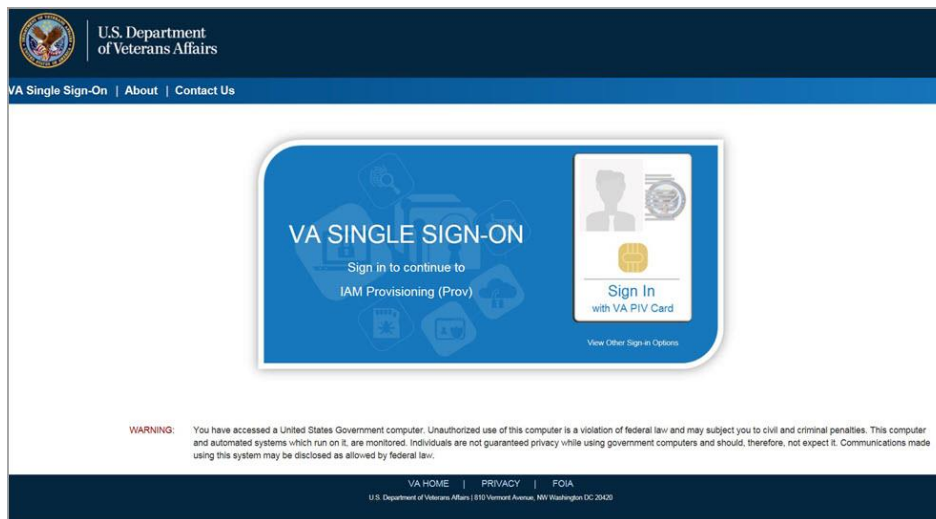 U.S. Department
of Veterans Affairs
VA Single Sign-On | About | Contact Us
VA SINGLE SIGN-ON
Sign in to continue to
IAM Provisioning (Prov)
Sign In
with VA PIV Card
View Other Sign-in Options
WARNING: You have accessed a United States Government computer. Unauthorized use of this computer is a violation of federal law and may subject you to civil and criminal penalties. This computer
and automated systems which run on it, are monitored. Individuals are not guaranteed privacy while using government computers and should, therefore, not expect it. Communications made
using this system may be disclosed as allowed by federal law.
VA HOME | PRIVACY | FOIA
U.S. Department of Veterans Affairs | 810 Vermont Avenue, NW Washington DC 20420